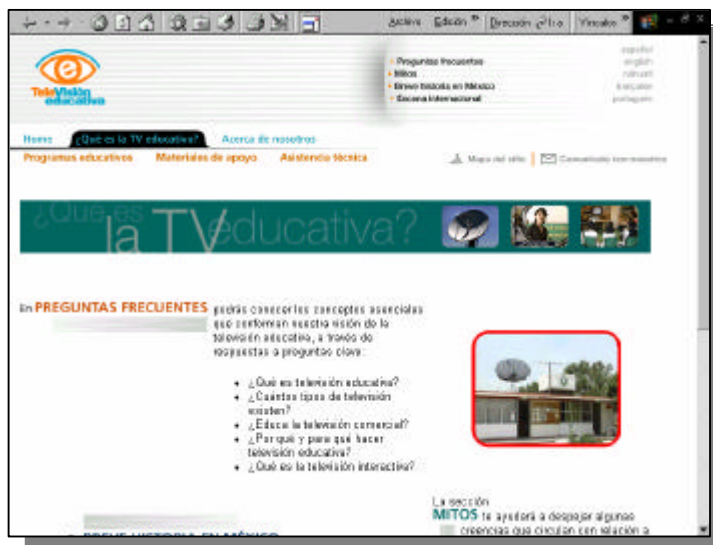 Archivo Edición Dirección Vínculos
TeleVisión
educativa
Preguntas frecuentes
Mitos
Breve historia en México
Escena internacional
español
english
náhuatl
française
portugués
Home ¿Qué es la TV educativa? Acerca de nosotros
Programas educativos Materiales de apoyo Asistencia técnica
Mapa del sitio Comunícate con nosotros
¿Qué es
la TV educativa?
En PREGUNTAS FRECUENTES podrás conocer los conceptos esenciales
que conforman nuestra visión de la
televisión educativa, a través de
respuestas a preguntas clave:
• ¿Qué es televisión educativa?
• ¿Cuántos tipos de televisión
existen?
• ¿Educa la televisión comercial?
• ¿Por qué y para qué hacer
televisión educativa?
• ¿Qué es la televisión interactiva?
La sección
MITOS te ayudará a despejar algunas
creencias que circulan con relación a
BREVE HISTORIA EN MÉXICO